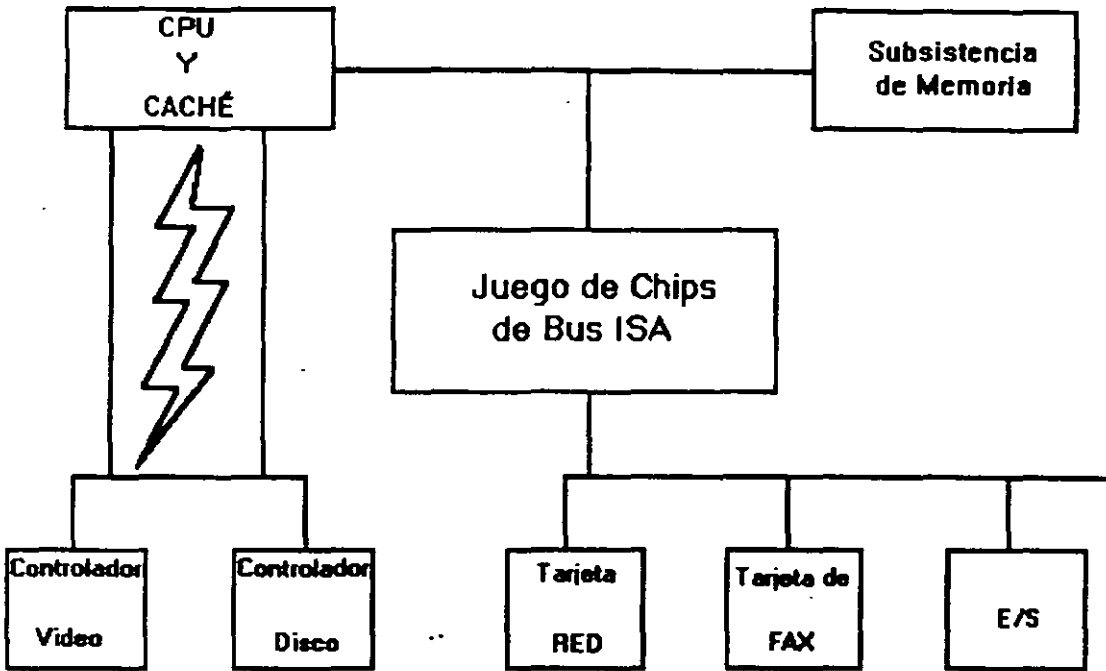 CPU
Y
CACHÉ
Subsistencia
de Memoria
Juego de Chips
de Bus ISA
Controlador
Video
Controlador
Disco
Tarjeta
RED
Tarjeta de
FAX
E/S